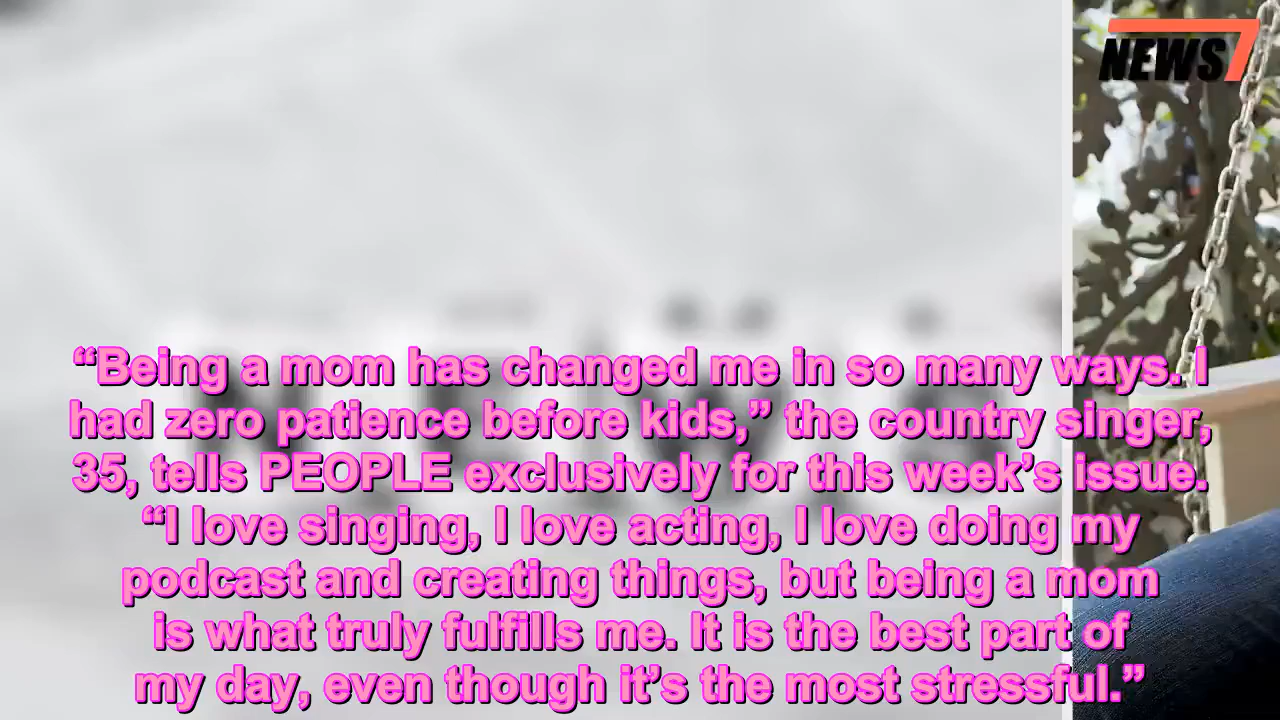 NEWS7
“Being a mom has changed me in so many ways. I
had zero patience before kids,” the country singer,
35, tells PEOPLE exclusively for this week’s issue.
“I love singing, I love acting, I love doing my
podcast and creating things, but being a mom
is what truly fulfills me. It is the best part of
my day, even though it’s the most stressful.”